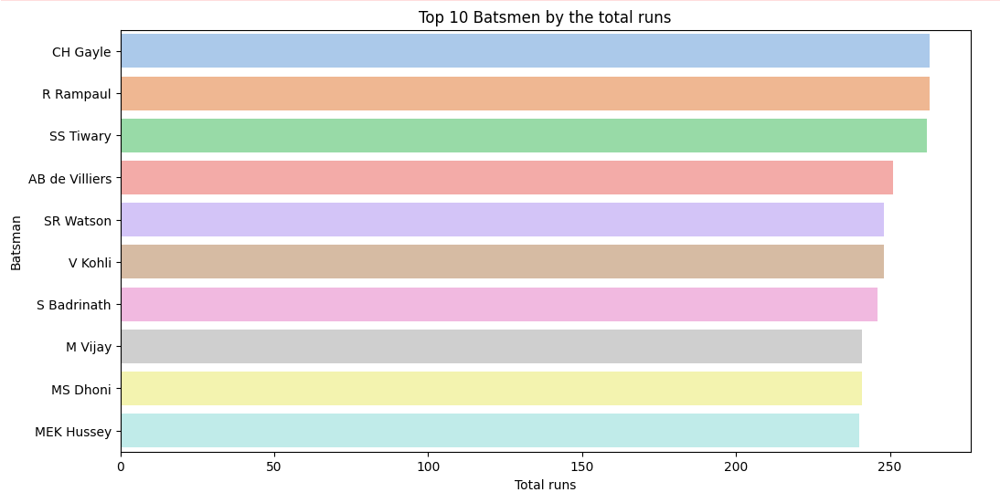 Top 10 Batsmen by the total runs
CH Gayle
R Rampaul
SS Tiwary
AB de Villiers
SR Watson
V Kohli
S Badrinath
M Vijay
MS Dhoni
MEK Hussey
Batsman
0 50 100 150 200 250
Total runs